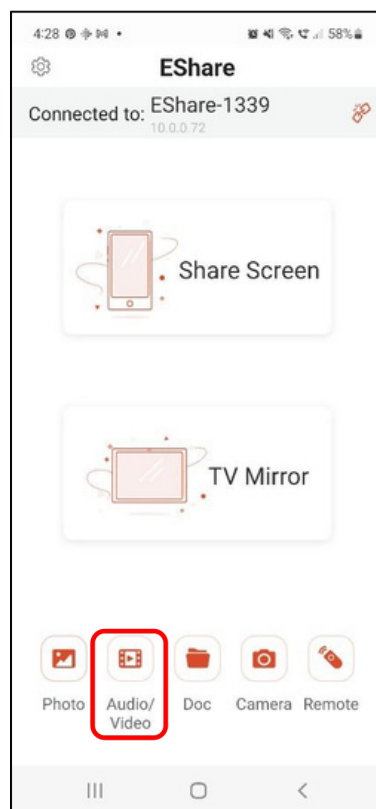 4:28
58%
EShare
Connected to: EShare-1339
10.0.0.72
Share Screen
TV Mirror
Photo Audio/ Doc Camera Remote
Video